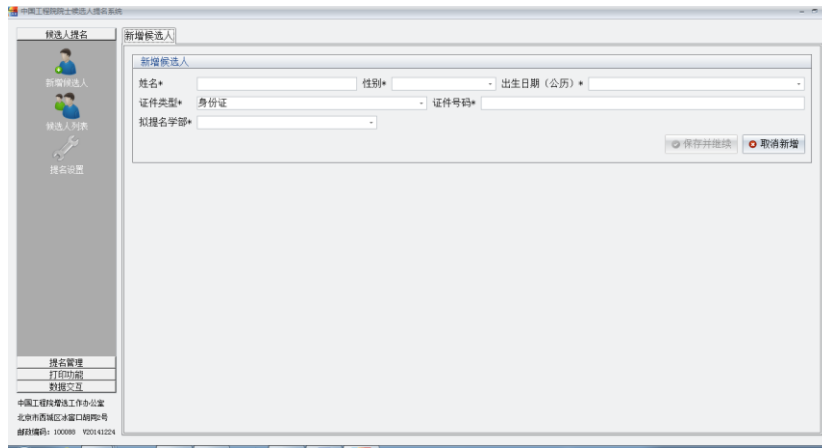 中国工程院院士候选人提名系统
候选人提名
新增候选人
新增候选人
姓名*
性别*
出生日期（公历）*
证件类型*
身份证
证件号码*
拟提名学部*
保存并继续
取消新增
新增候选人
候选人列表
提名设置
提名管理
打印功能
数据交互
中国工程院增选工作办公室
北京市西城区冰窖口胡同2号
邮政编码：100088 V20141224